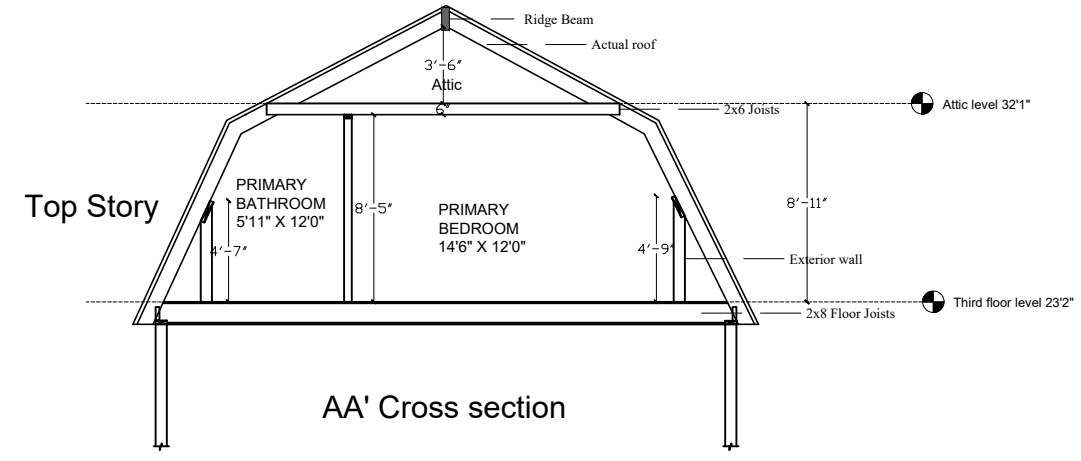 Ridge Beam
Actual roof
3'-6"
Attic
6"
Attic level 32'1"
2x6 Joists
Top Story
PRIMARY
BATHROOM
5'11" X 12'0"
8'-5"
PRIMARY
BEDROOM
14'6" X 12'0"
8'-11"
4'-7"
4'-9"
Exterior wall
Third floor level 23'2"
2x8 Floor Joists
AA' Cross section